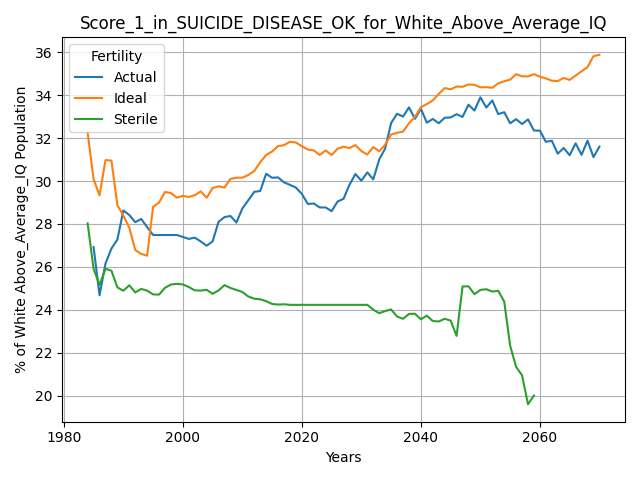 Score_1_in_SUICIDE_DISEASE_OK_for_White_Above_Average_IQ
% of White Above_Average_IQ Population
36
34
32
30
28
26
24
22
20
Fertility
Actual
Ideal
Sterile
1980
2000
2020
2040
2060
Years